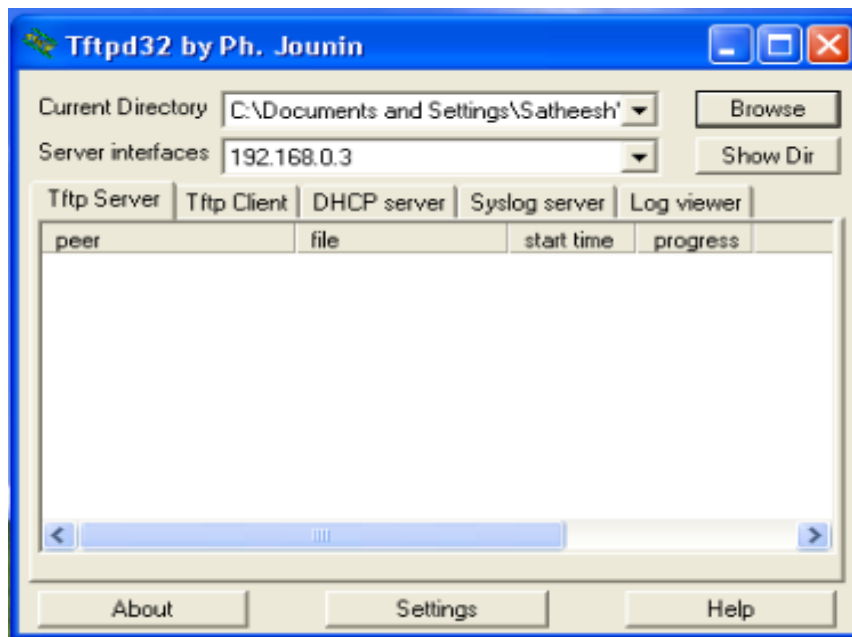 Tftpd32 by Ph. Jounin
Current Directory C:\Documents and Settings\Satheesh' Browse
Server interfaces 192.168.0.3 Show Dir
Tftp Server Tftp Client DHCP server Syslog server Log viewer
peer file start time progress
About Settings Help